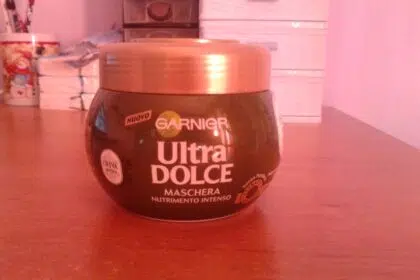 NUOVO
GARNIER
Ultra
DOLCE
MASCHERA
NUTRIMENTO INTENSO